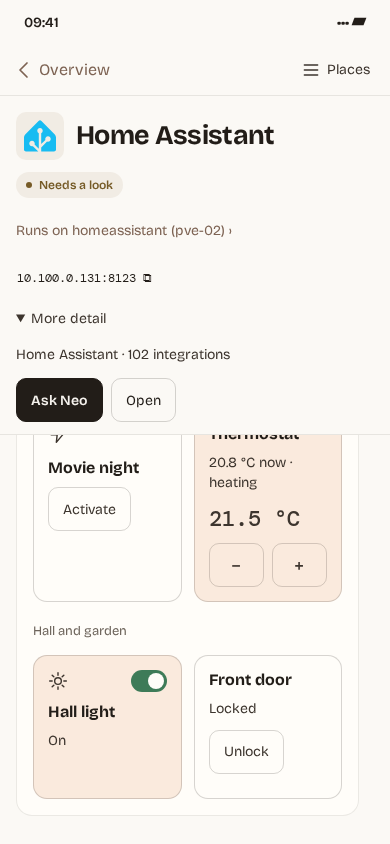 09:41
Overview
Places
Home Assistant
Needs a look
Runs on homeassistant (pve-02) ›
10.100.0.131:8123
More detail
Home Assistant · 102 integrations
Ask Neo
Open
Thermostat
Movie night
20.8 °C now ·
heating
Activate
21.5 °C
−
+
Hall and garden
Hall light
On
Front door
Locked
Unlock